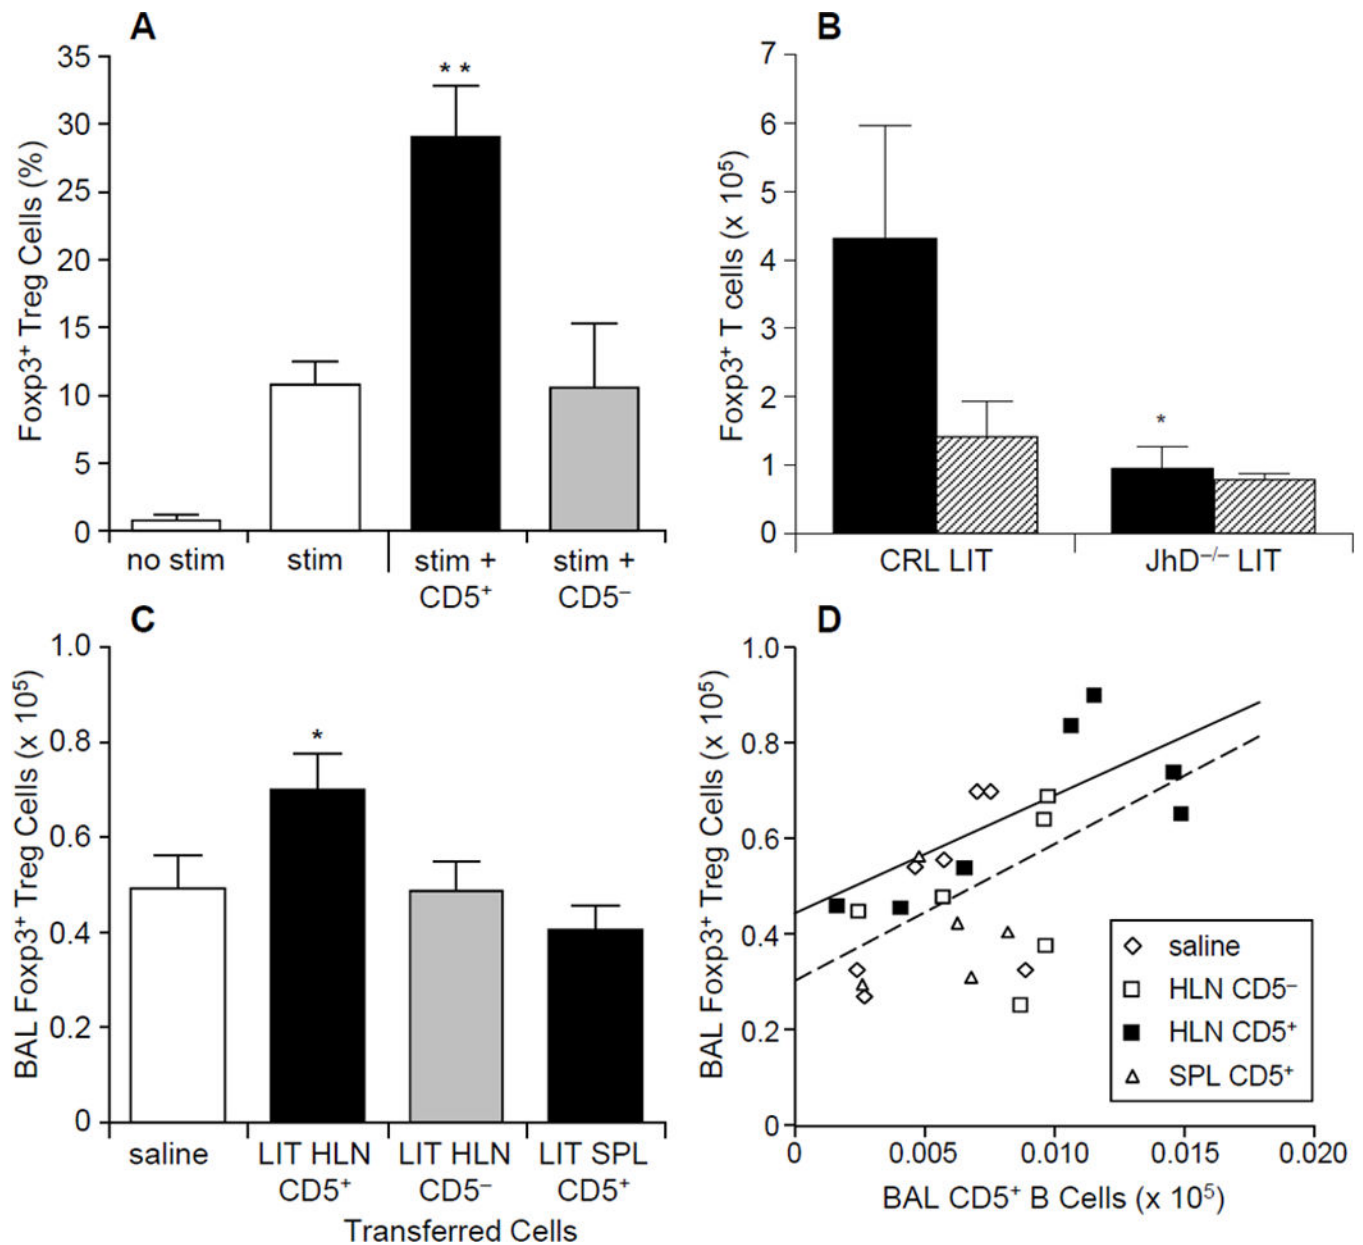 A
Foxp3⁺ Treg Cells (%)
35
30
25
20
15
10
5
0
* *
no stim
stim
stim +
CD5⁺
stim +
CD5⁻
B
Foxp3⁺ T cells (x 10⁵)
7
6
5
4
3
2
1
0
*
CRL LIT
JhD⁻/⁻ LIT
C
BAL Foxp3⁺ Treg Cells (x 10⁵)
1.0
0.8
0.6
0.4
0.2
0
*
saline
LIT HLN
CD5⁺
LIT HLN
CD5⁻
LIT SPL
CD5⁺
Transferred Cells
D
BAL Foxp3⁺ Treg Cells (x 10⁵)
1.0
0.8
0.6
0.4
0.2
0
saline
HLN CD5⁻
HLN CD5⁺
SPL CD5⁺
0 0.005 0.010 0.015 0.020
BAL CD5⁺ B Cells (x 10⁵)